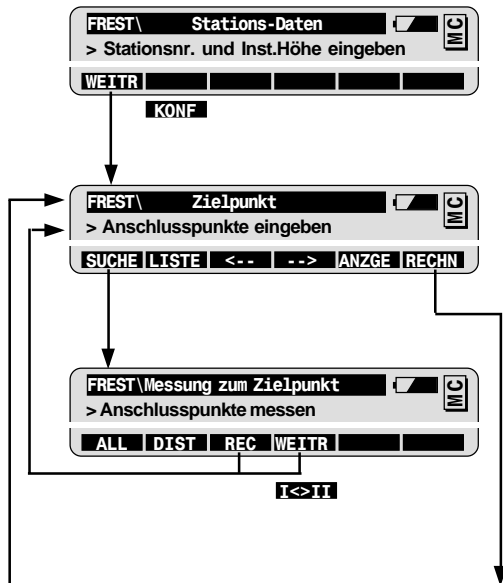 FREST\ Stations-Daten MC
> Stationsnr. und Inst.Höhe eingeben
WEITR
KONF
FREST\ Zielpunkt MC
> Anschlusspunkte eingeben
SUCHE LISTE <-- --> ANZGE RECHN
FREST\Messung zum Zielpunkt MC
> Anschlusspunkte messen
ALL DIST REC WEITR
I<>II